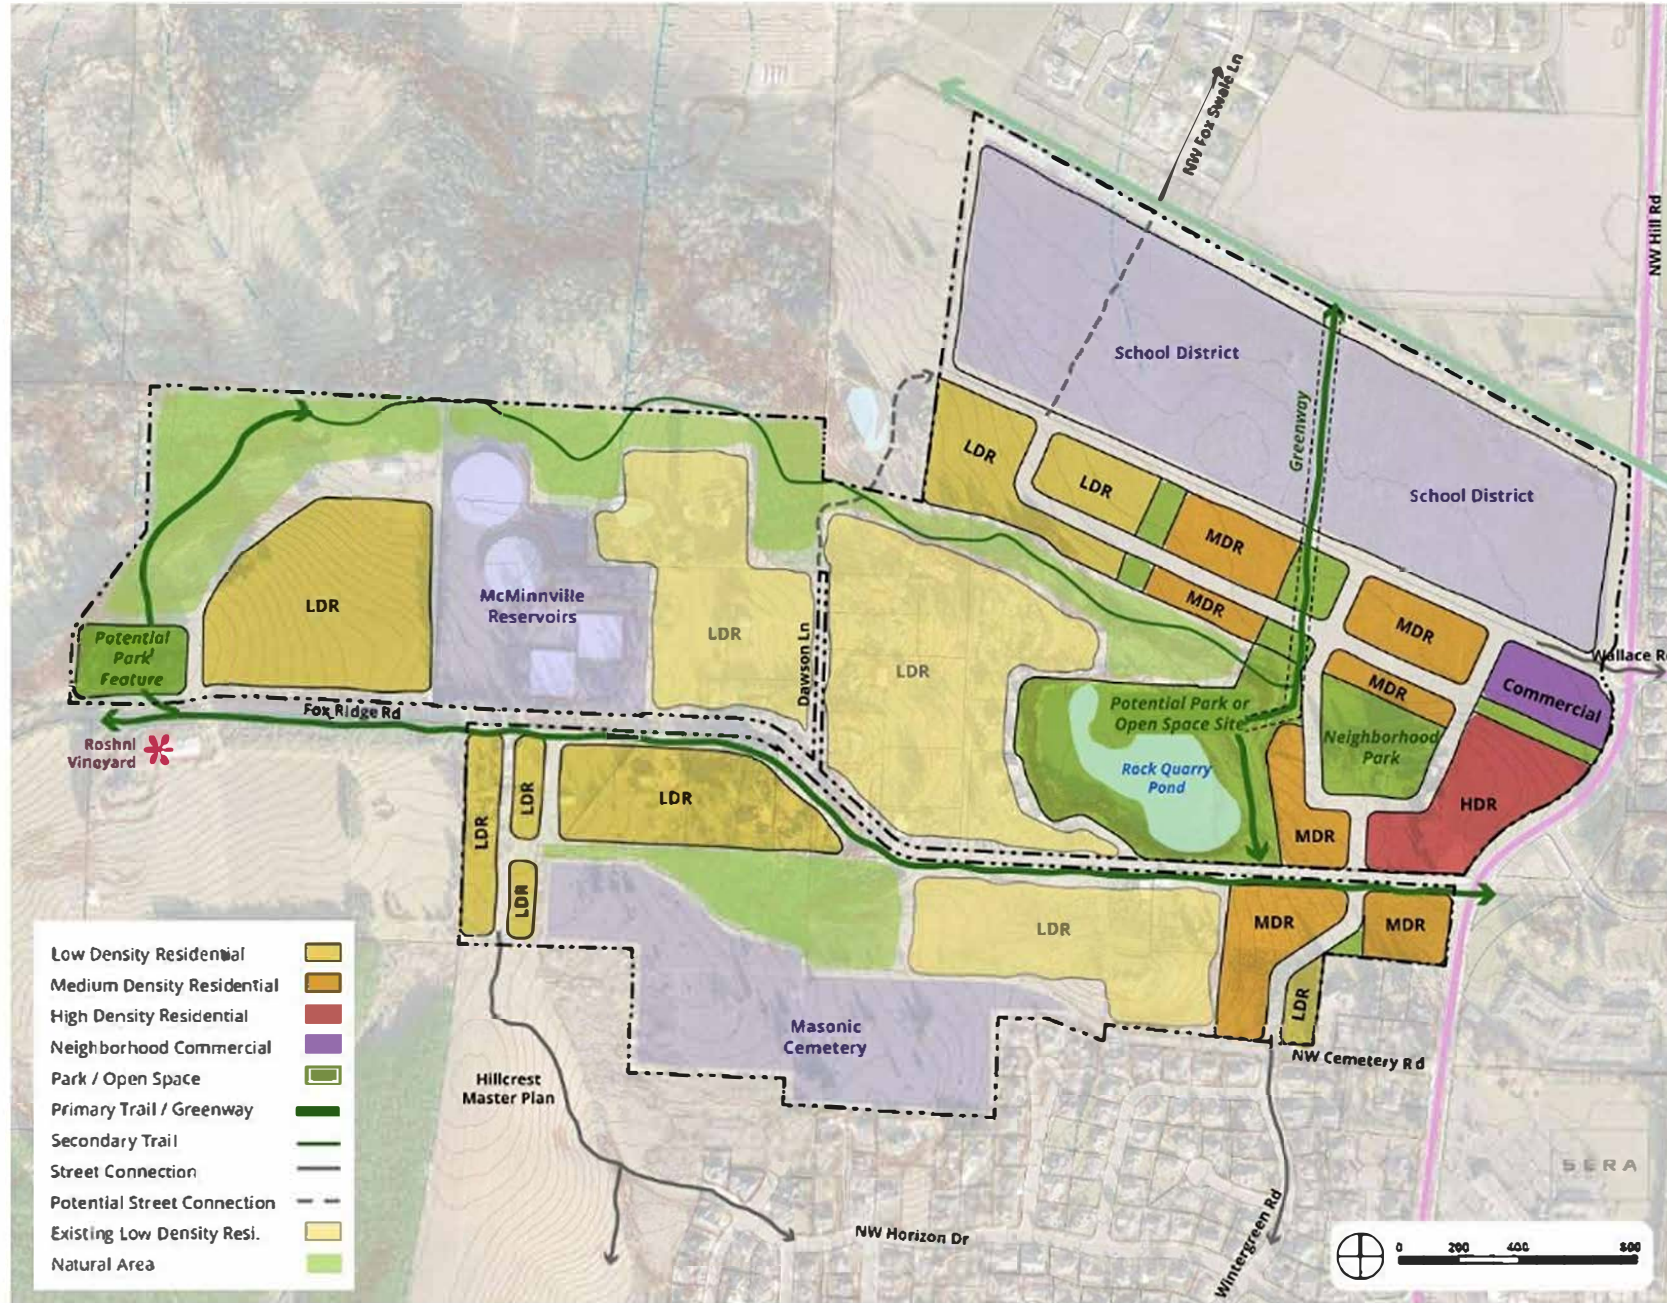 NW Fox Swale Ln
NW Hill Rd
School District
Greenway
School District
LDR
LDR
MDR
MDR
MDR
MDR
Wallace R
Commercial
LDR
McMinnville
Reservoirs
LDR
Dawson Ln
LDR
Potential
Park
Feature
Potential Park or
Open Space Site
Neighborhood
Park
Rock Quarry
Pond
HDR
MDR
Fox Ridge Rd
Roshni
Vineyard
LDR
LDR
LDR
LDR
LDR
MDR
MDR
LDR
Masonic
Cemetery
NW Cemetery Rd
Hillcrest
Master Plan
NW Horizon Dr
Wintergreen Rd
SERA
Low Density Residential
Medium Density Residential
High Density Residential
Neighborhood Commercial
Park / Open Space
Primary Trail / Greenway
Secondary Trail
Street Connection
Potential Street Connection
Existing Low Density Resi.
Natural Area
0 200 400 800